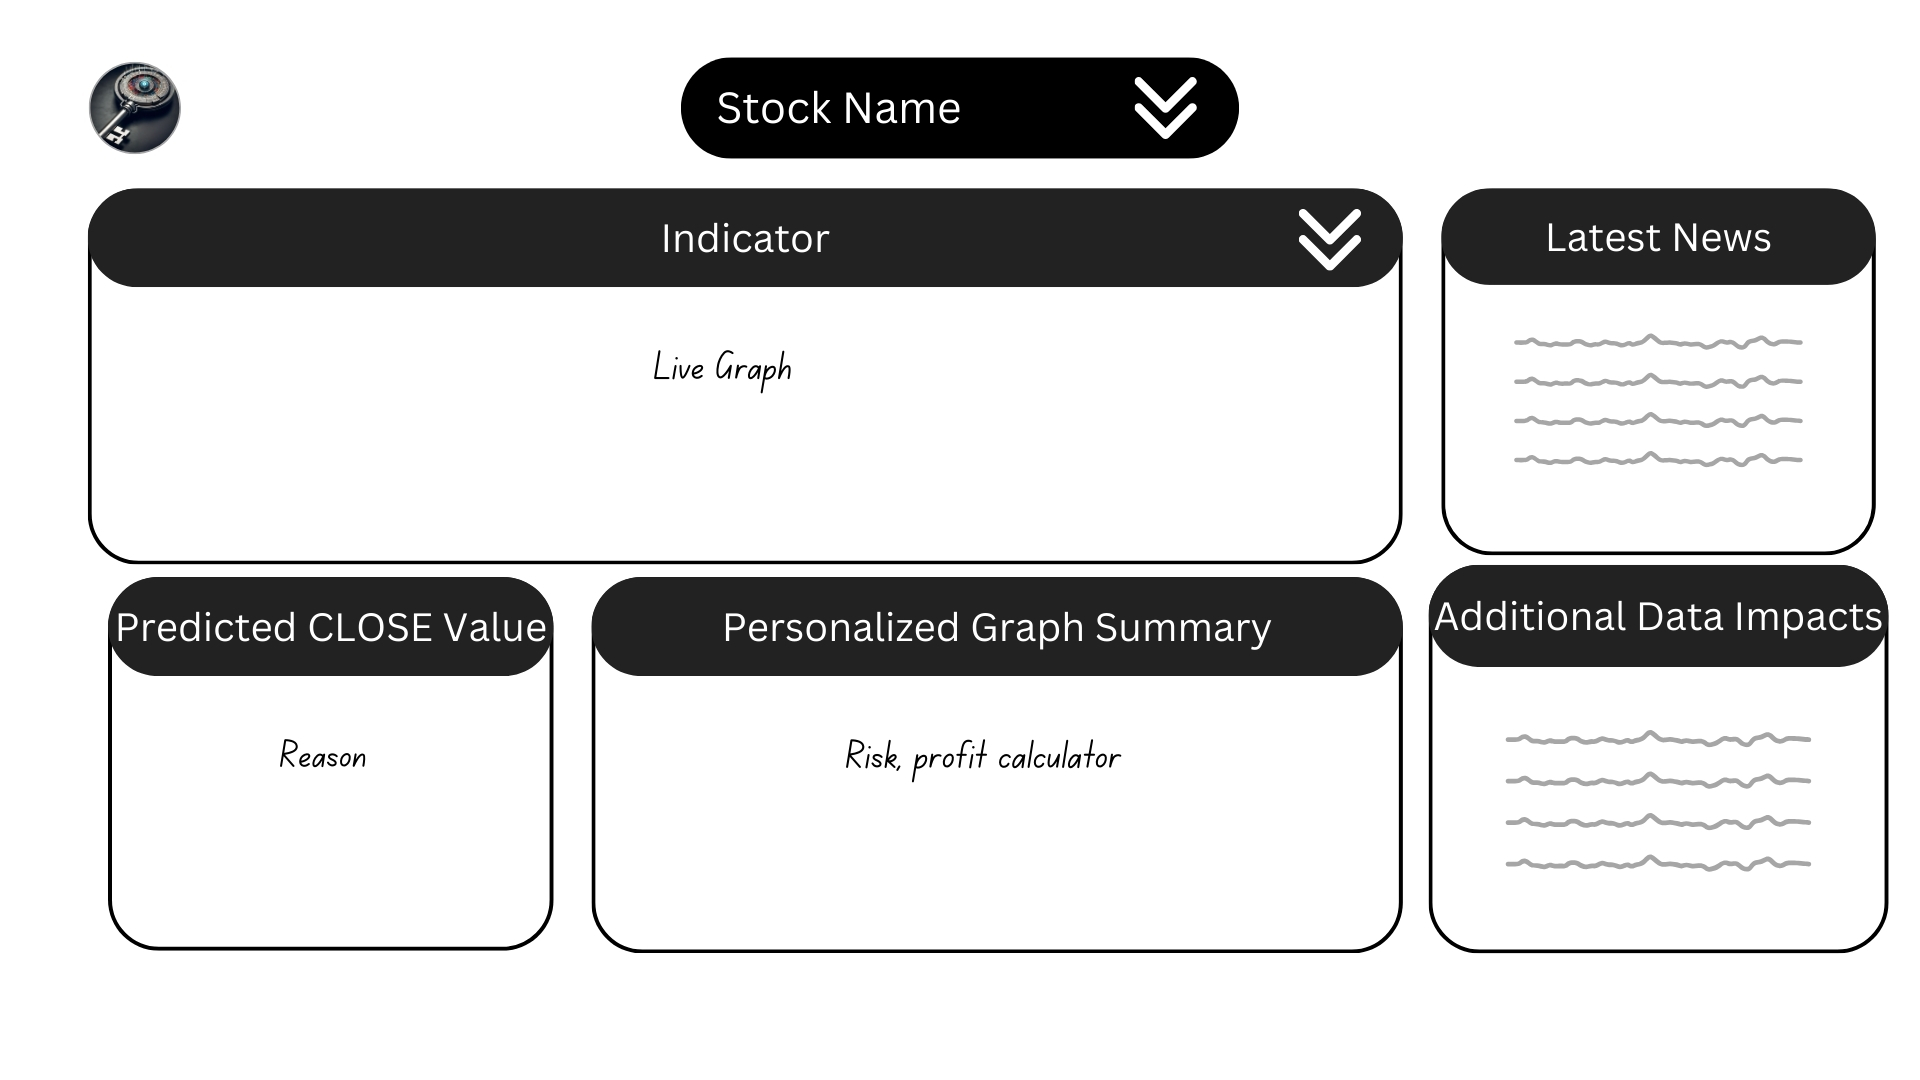 Stock Name
Indicator
Latest News
Live Graph
Predicted CLOSE Value
Personalized Graph Summary
Additional Data Impacts
Reason
Risk, profit calculator